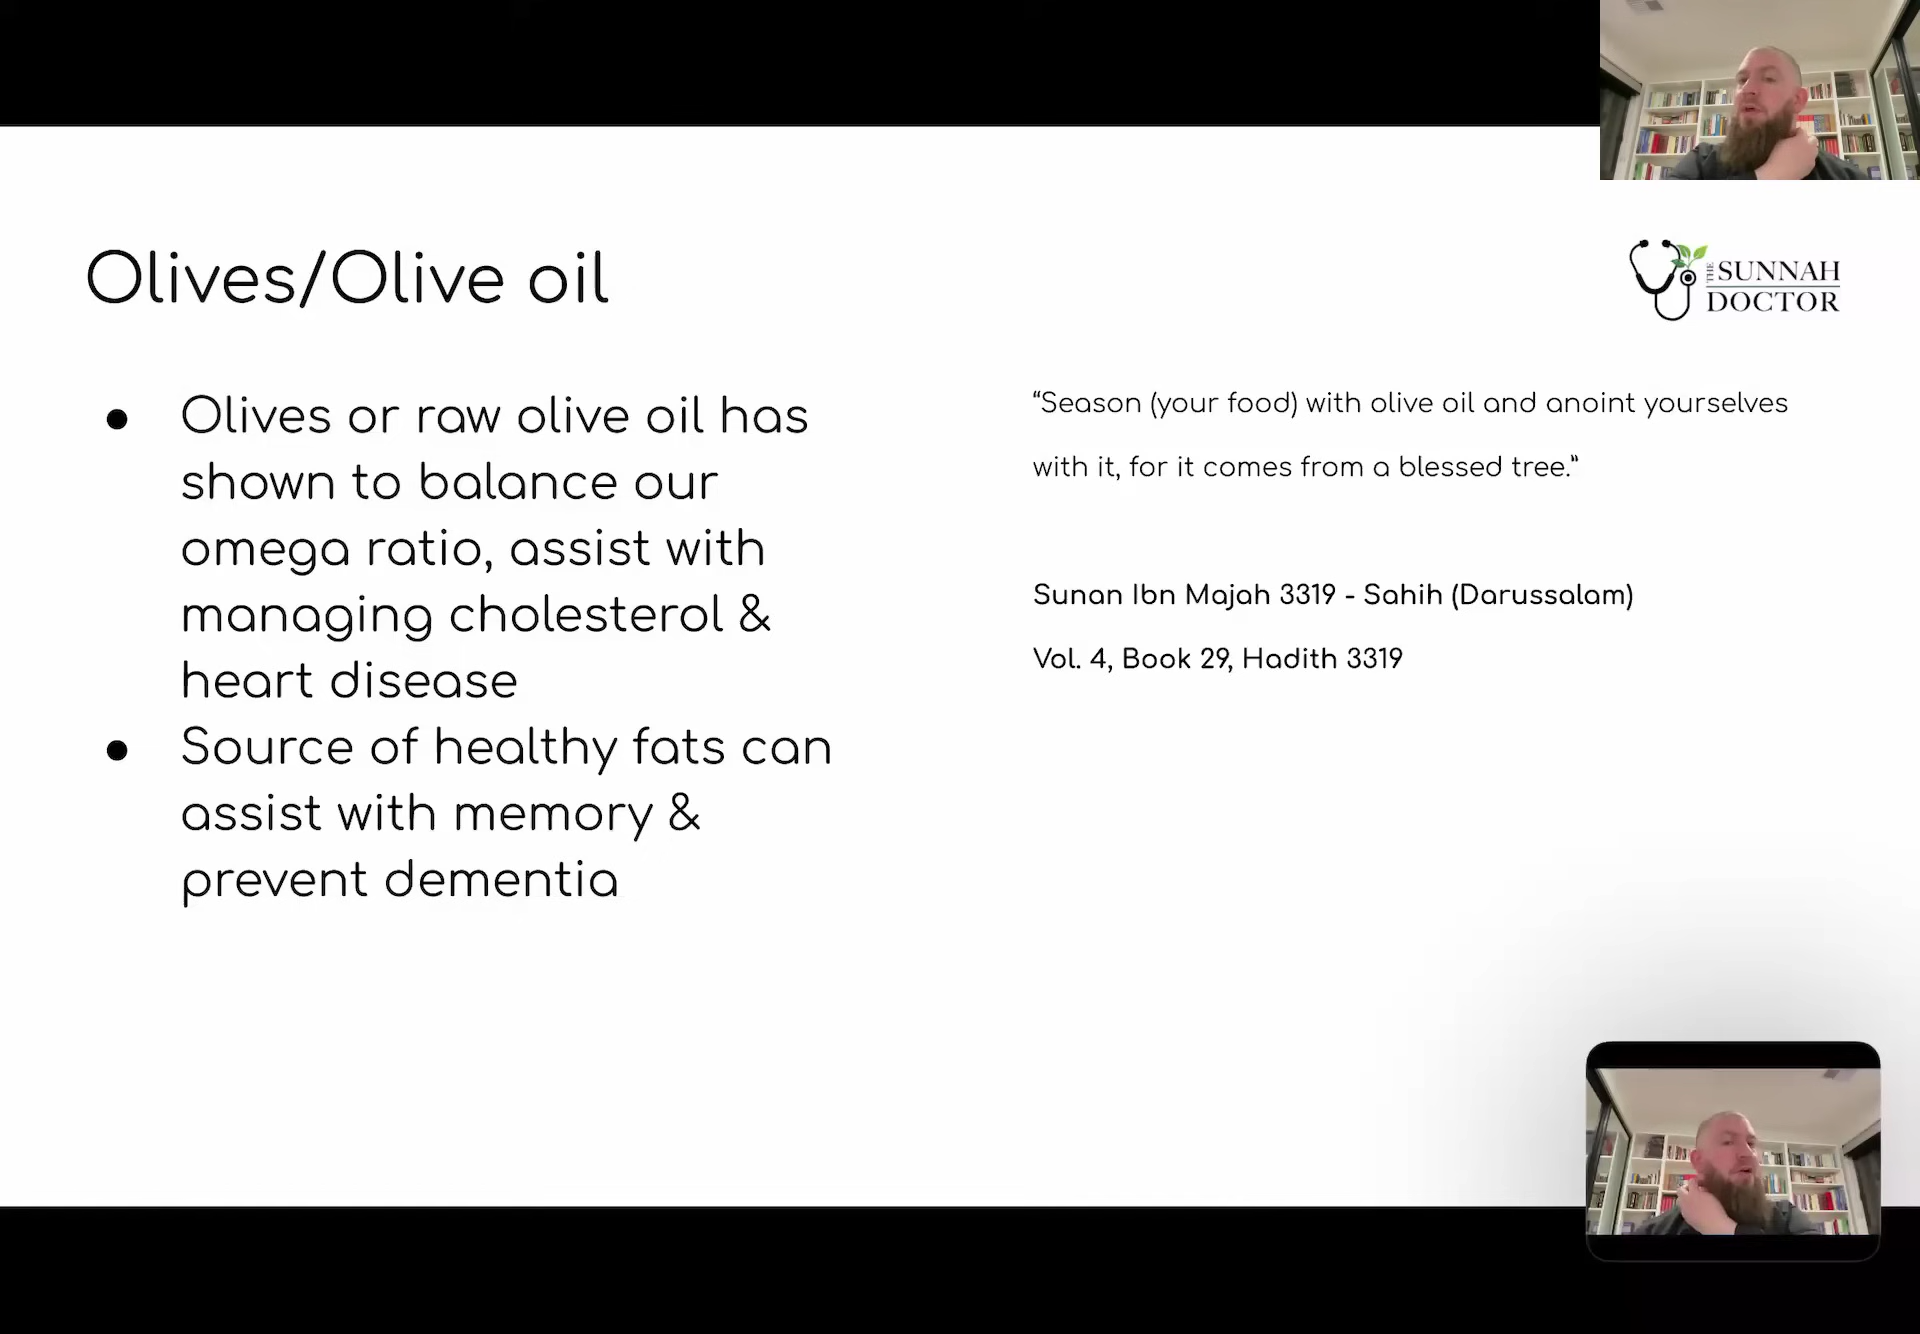 Olives/Olive oil
THE SUNNAH
DOCTOR
● Olives or raw olive oil has
shown to balance our
omega ratio, assist with
managing cholesterol &
heart disease
● Source of healthy fats can
assist with memory &
prevent dementia
“Season (your food) with olive oil and anoint yourselves
with it, for it comes from a blessed tree.”
Sunan Ibn Majah 3319 - Sahih (Darussalam)
Vol. 4, Book 29, Hadith 3319